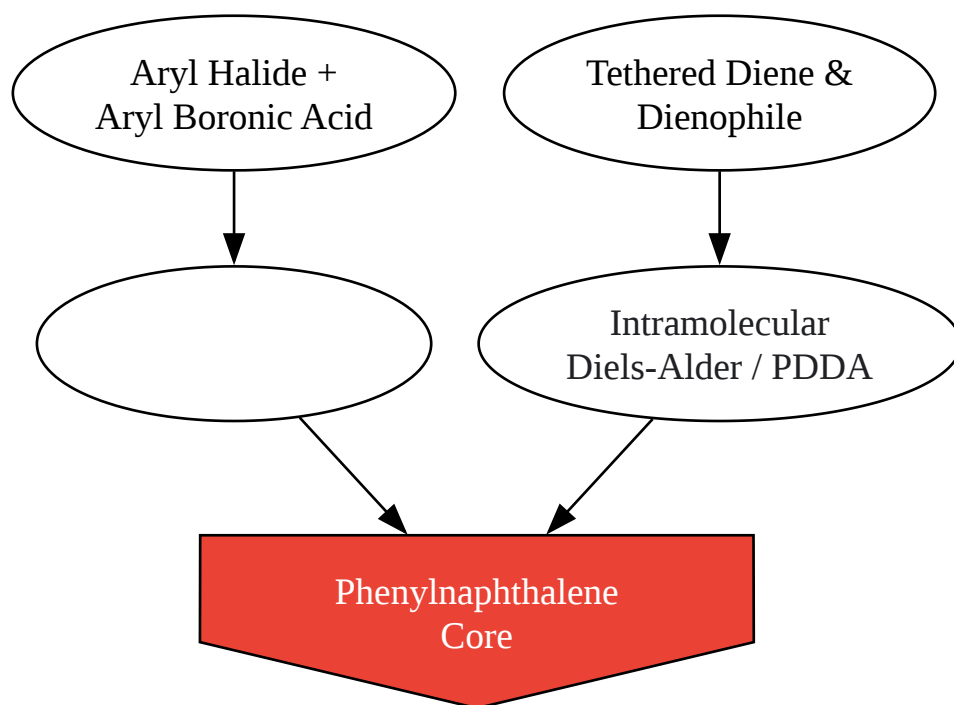 Aryl Halide +
Aryl Boronic Acid
Tethered Diene &
Dienophile
Intramolecular
Diels-Alder / PDDA
Phenylnaphthalene
Core